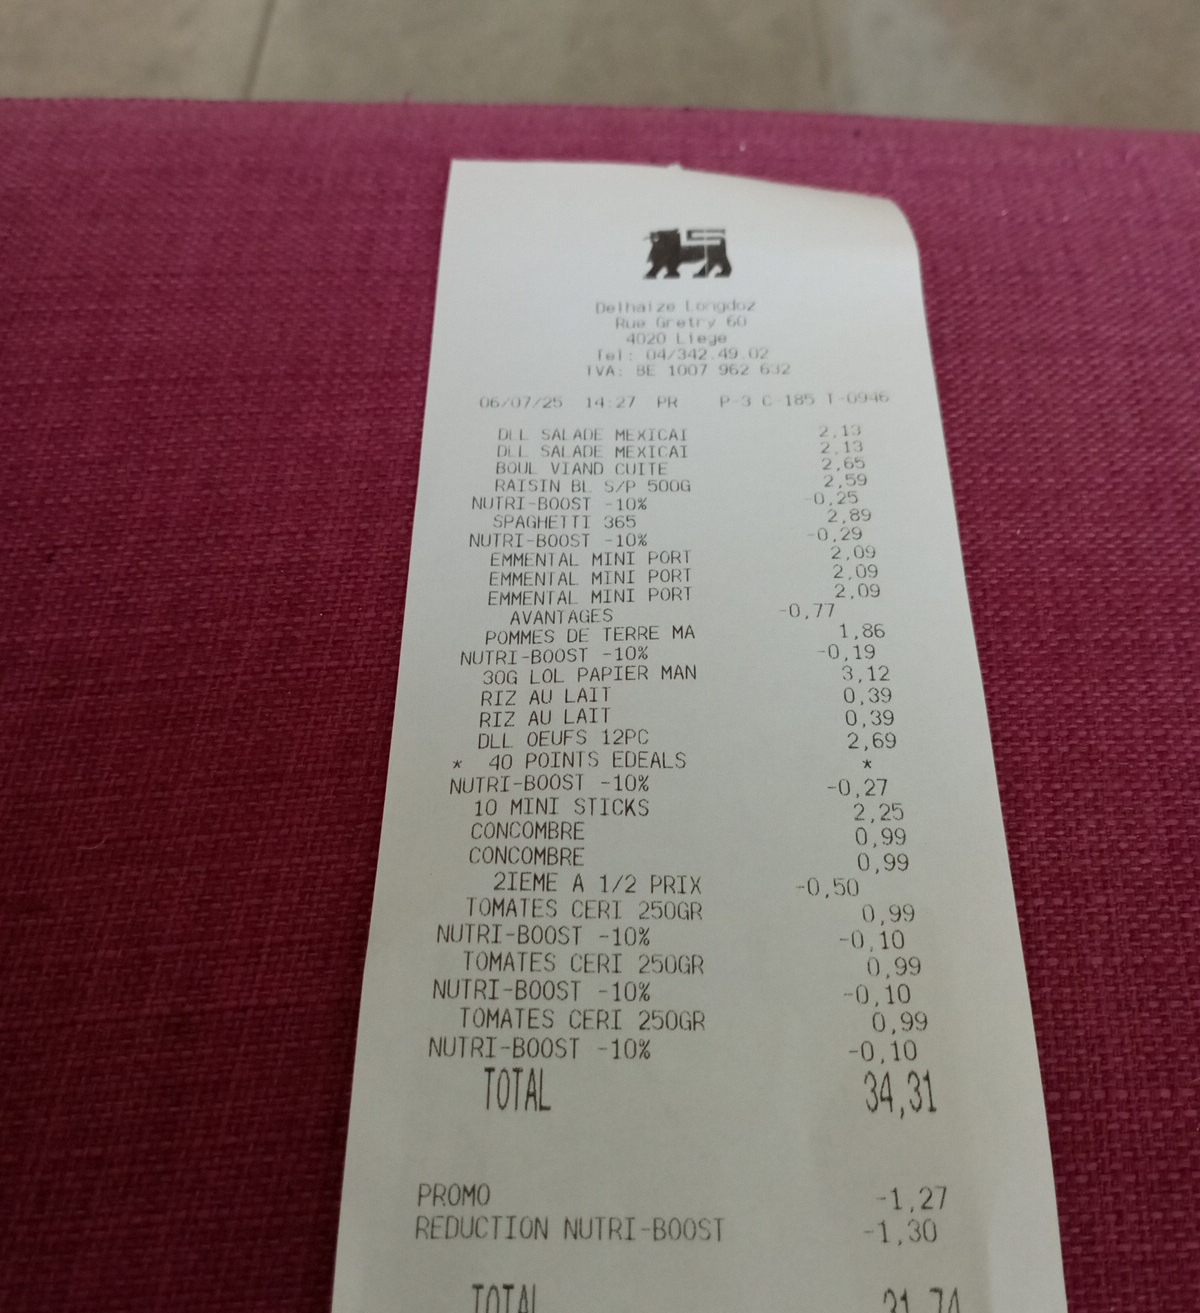 Delhaize Longdoz
Rue Gretry 60
4020 Liege
Tel: 04/342.49.02
TVA: BE 1007 962 632
06/07/25 14:27 PR P-3 C-185 T-0946
DLL SALADE MEXICAI 2,13
DLL SALADE MEXICAI 2,13
BOUL VIAND CUITE 2,65
RAISIN BL S/P 500G 2,59
NUTRI-BOOST -10% -0,25
SPAGHETTI 365 2,89
NUTRI-BOOST -10% -0,29
EMMENTAL MINI PORT 2,09
EMMENTAL MINI PORT 2,09
EMMENTAL MINI PORT 2,09
AVANTAGES -0,77
POMMES DE TERRE MA 1,86
NUTRI-BOOST -10% -0,19
30G LOL PAPIER MAN 3,12
RIZ AU LAIT 0,39
RIZ AU LAIT 0,39
DLL OEUFS 12PC 2,69
* 40 POINTS EDEALS *
NUTRI-BOOST -10% -0,27
10 MINI STICKS 2,25
CONCOMBRE 0,99
CONCOMBRE 0,99
2IEME A 1/2 PRIX -0,50
TOMATES CERI 250GR 0,99
NUTRI-BOOST -10% -0,10
TOMATES CERI 250GR 0,99
NUTRI-BOOST -10% -0,10
TOMATES CERI 250GR 0,99
NUTRI-BOOST -10% -0,10
TOTAL 34,31
PROMO -1,27
REDUCTION NUTRI-BOOST -1,30
TOTAL 31,74